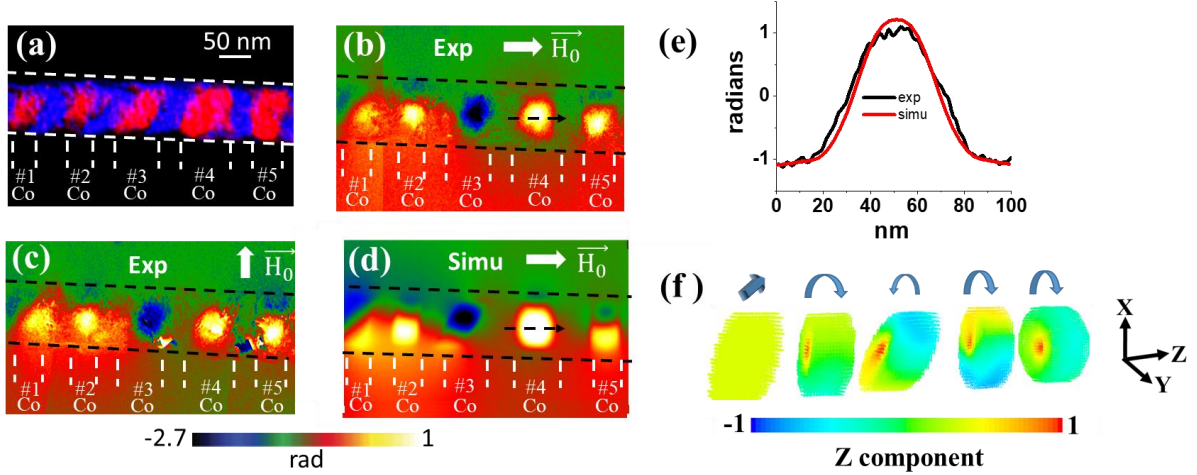 (a)
50 nm
#1 #2 #3 #4 #5
Co Co Co Co Co
(b)
Exp
H0
#1 #2 #3 #4 #5
Co Co Co Co Co
(c)
Exp
H0
#1 #2 #3 #4 #5
Co Co Co Co Co
(d)
Simu
H0
#1 #2 #3 #4 #5
Co Co Co Co Co
-2.7 1
rad
(e)
radians
1
0
-1
exp
simu
0 20 40 60 80 100
nm
(f)
X
Z
Y
-1 1
Z component